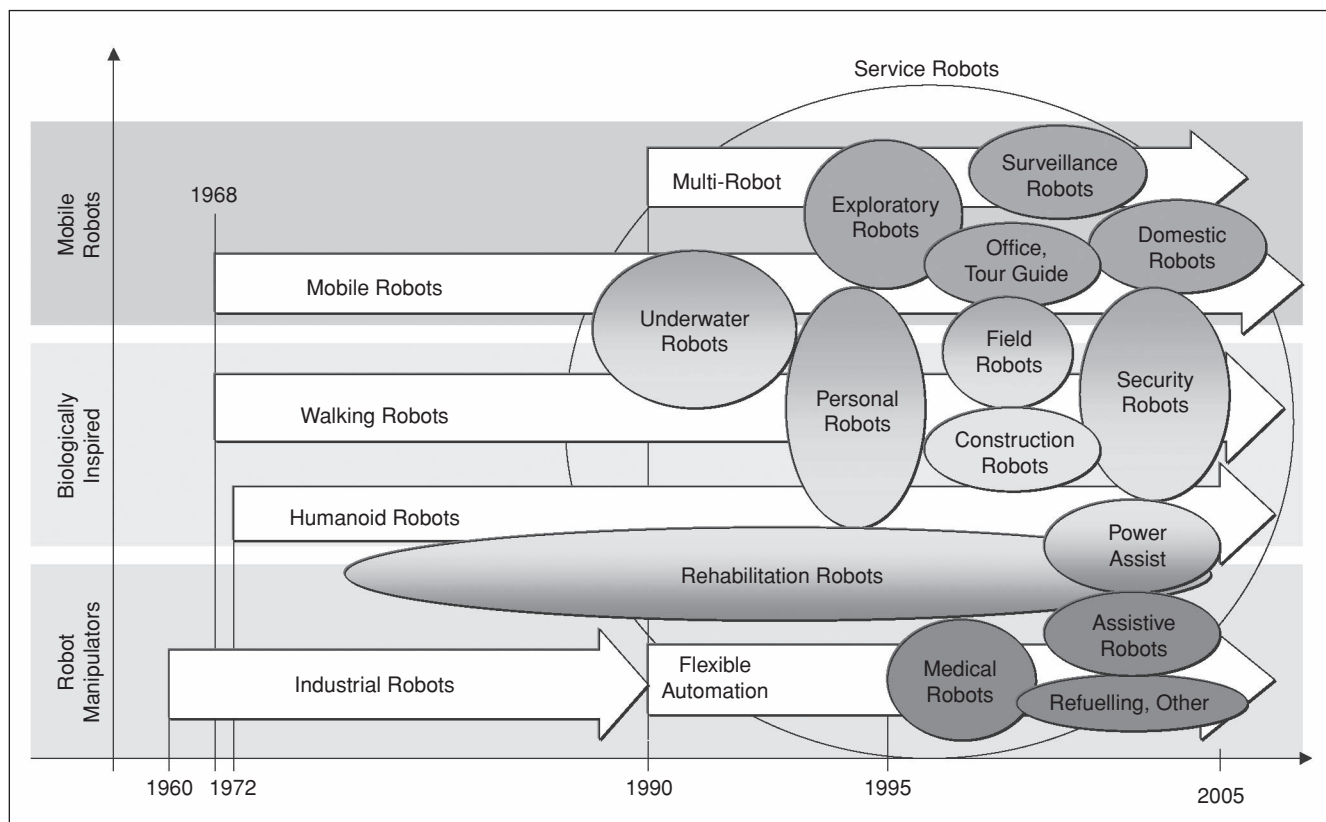 Service Robots
Mobile
Robots
1968
Multi-Robot
Exploratory
Robots
Surveillance
Robots
Office,
Tour Guide
Domestic
Robots
Mobile Robots
Underwater
Robots
Biologically
Inspired
Walking Robots
Personal
Robots
Field
Robots
Security
Robots
Construction
Robots
Humanoid Robots
Power
Assist
Rehabilitation Robots
Robot
Manipulators
Industrial Robots
Flexible
Automation
Medical
Robots
Assistive
Robots
Refuelling, Other
1960
1972
1990
1995
2005